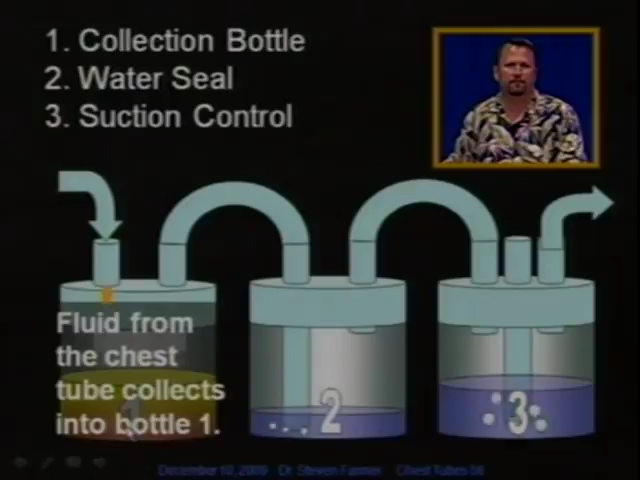 1. Collection Bottle
2. Water Seal
3. Suction Control
Fluid from
the chest
tube collects
into bottle 1.
1
2
3
December 10, 2009 Dr. Steven Farmer Chest Tubes